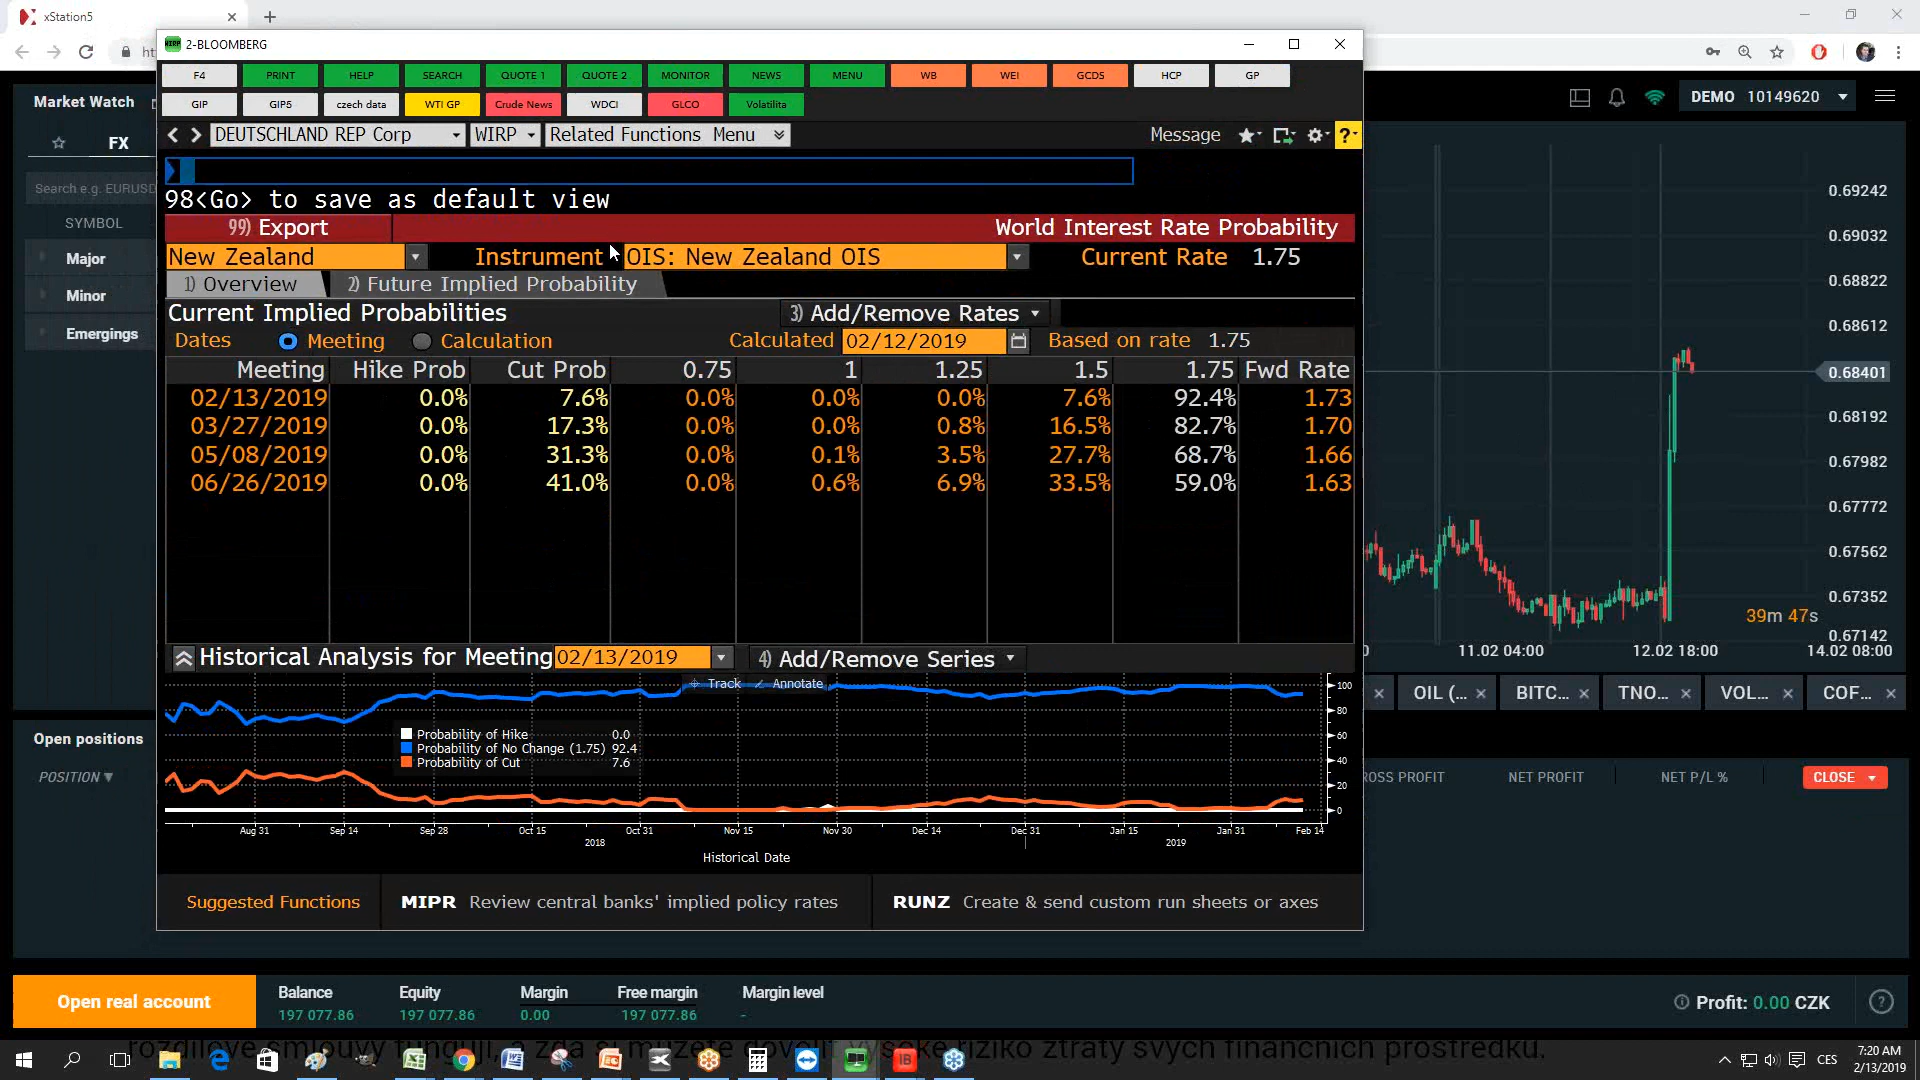 xStation5
2-BLOOMBERG
F4 PRINT HELP SEARCH QUOTE 1 QUOTE 2 MONITOR NEWS MENU WB WEI GCDS HCP GP
GIP GIP5 czech data WTI GP Crude News WDCI GLCO Volatilita
DEUTSCHLAND REP Corp WIRP Related Functions Menu Message ?
98<Go> to save as default view
99) Export World Interest Rate Probability
New Zealand Instrument OIS: New Zealand OIS Current Rate 1.75
1) Overview 2) Future Implied Probability
Current Implied Probabilities 3) Add/Remove Rates
Dates Meeting Calculation Calculated 02/12/2019 Based on rate 1.75
Meeting Hike Prob Cut Prob 0.75 1 1.25 1.5 1.75 Fwd Rate
02/13/2019 0.0% 7.6% 0.0% 0.0% 0.0% 7.6% 92.4% 1.73
03/27/2019 0.0% 17.3% 0.0% 0.0% 0.8% 16.5% 82.7% 1.70
05/08/2019 0.0% 31.3% 0.0% 0.1% 3.5% 27.7% 68.7% 1.66
06/26/2019 0.0% 41.0% 0.0% 0.6% 6.9% 33.5% 59.0% 1.63
Historical Analysis for Meeting 02/13/2019 4) Add/Remove Series
Track Annotate
Probability of Hike 0.0
Probability of No Change (1.75) 92.4
Probability of Cut 7.6
100
80
60
40
20
0
Aug 31 Sep 14 Sep 28 Oct 15 Oct 31 Nov 15 Nov 30 Dec 14 Dec 31 Jan 15 Jan 31 Feb 14
2018 2019
Historical Date
Suggested Functions MIPR Review central banks' implied policy rates RUNZ Create & send custom run sheets or axes
Market Watch
FX
Search e.g. EURUSD
SYMBOL
Major
Minor
Emergings
DEMO 10149620
0.69242
0.69032
0.68822
0.68612
0.68401
0.68192
0.67982
0.67772
0.67552
0.67352
0.67142
39m 47s
11.02 04:00 12.02 18:00 14.02 08:00
OIL (... BITC... TNO... VOL... COF...
Open positions
POSITION
ROSS PROFIT NET PROFIT NET P/L % CLOSE
Open real account
Balance Equity Margin Free margin Margin level
197 077.86 197 077.86 0.00 197 077.86 -
Profit: 0.00 CZK
CES
7:20 AM
2/13/2019